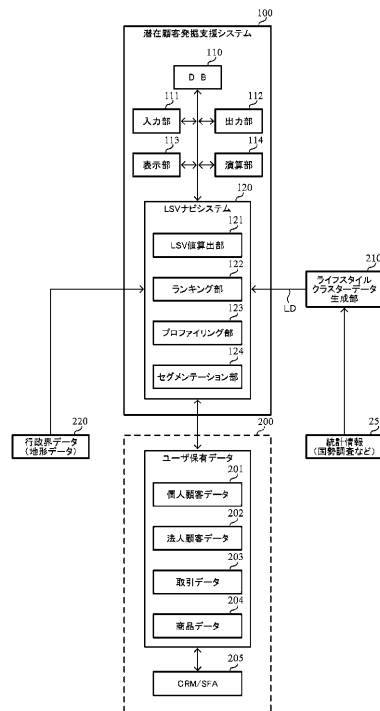 100
潜在顧客発掘支援システム
110
DB
111
入力部
112
出力部
113
表示部
114
演算部
120
LSVナビシステム
121
LSV値算出部
122
ランキング部
123
プロファイリング部
124
セグメンテーション部
210
ライフスタイル
クラスターデータ
生成部
LD
220
行政界データ
(地形データ)
25
統計情報
(国勢調査など)
200
ユーザ保有データ
201
個人顧客データ
202
法人顧客データ
203
取引データ
204
商品データ
205
CRM/SFA